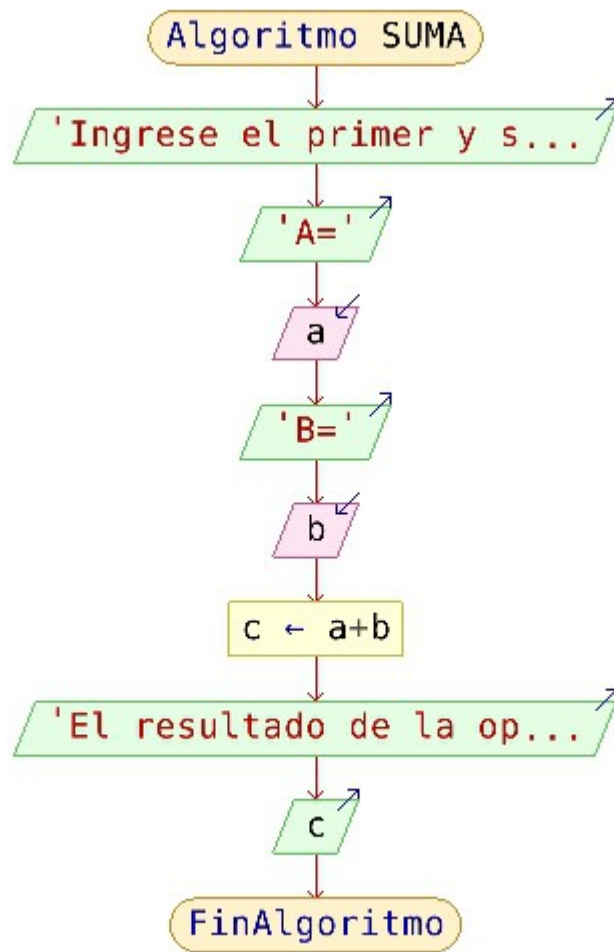 Algoritmo SUMA
'Ingrese el primer y s...
'A='
a
'B='
b
c ← a+b
'El resultado de la op...
c
FinAlgoritmo